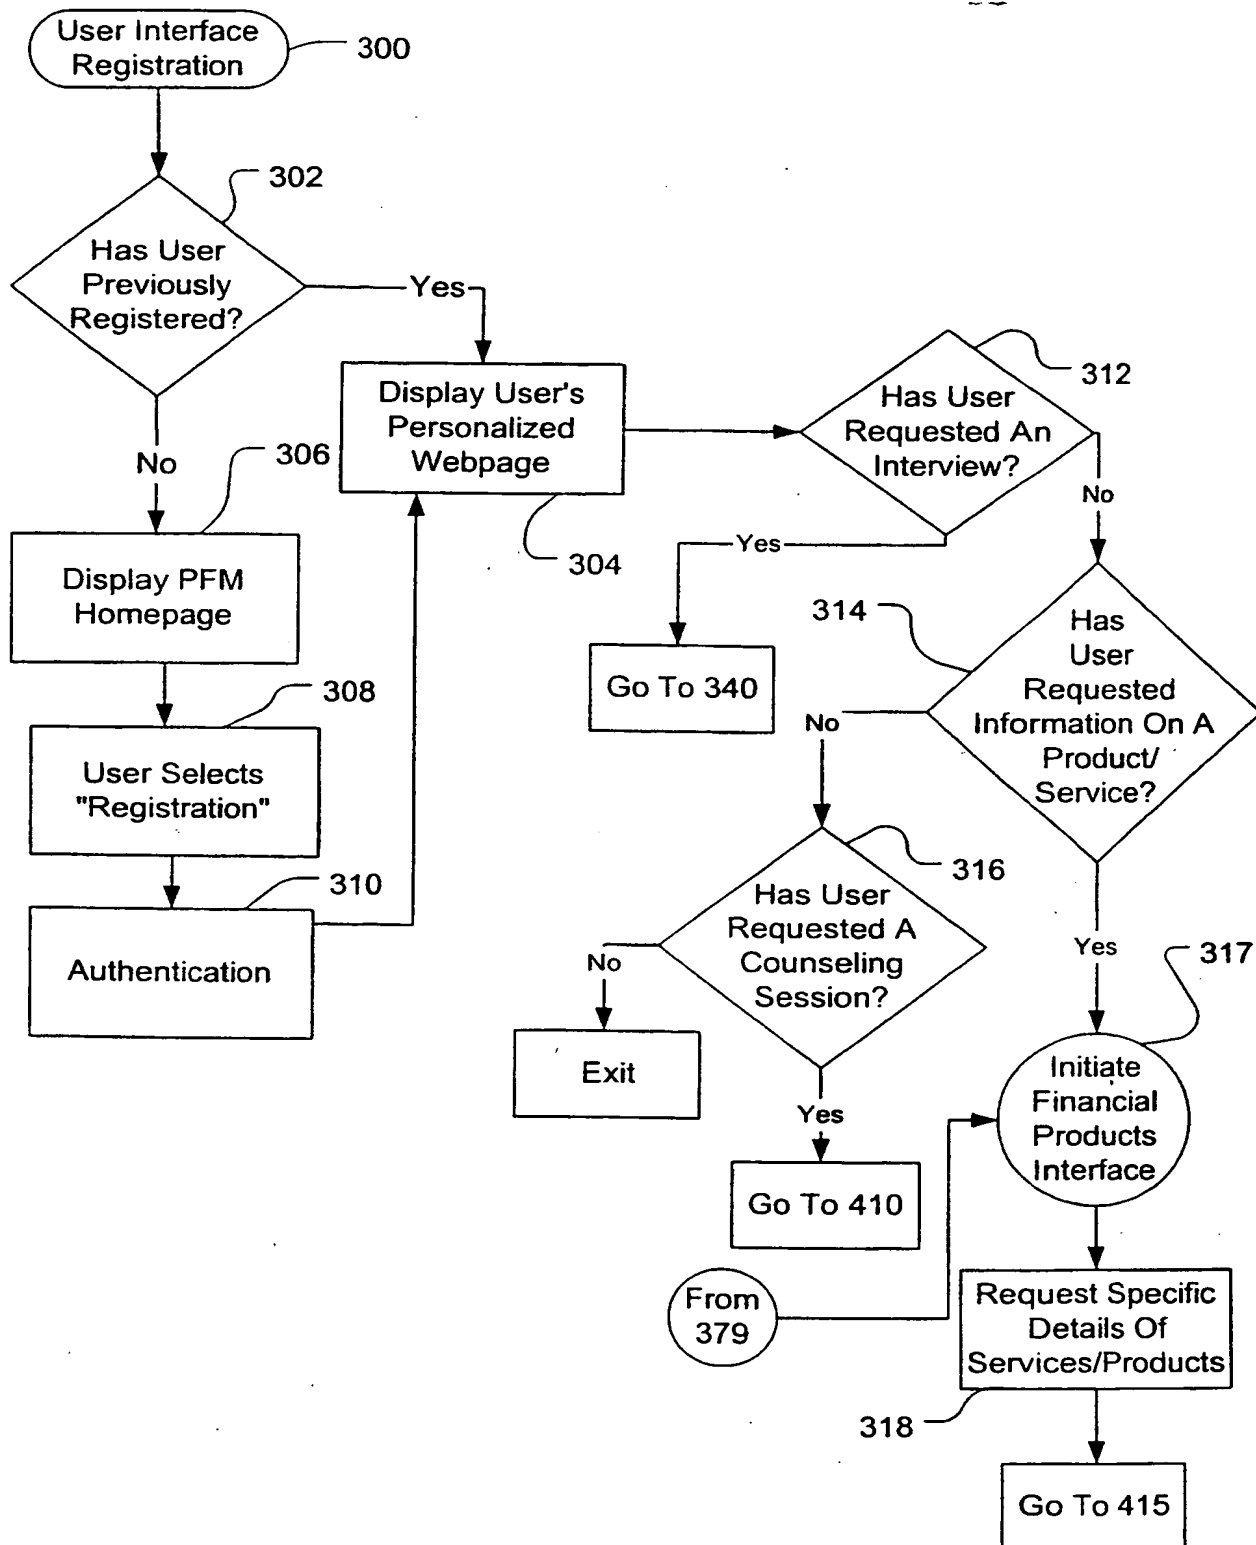 User Interface
Registration
300
302
Has User
Previously
Registered?
Yes
No
306
Display PFM
Homepage
308
User Selects
"Registration"
310
Authentication
Display User's
Personalized
Webpage
304
312
Has User
Requested An
Interview?
No
Yes
Go To 340
314
Has
User
Requested
Information On A
Product/
Service?
No
316
Has User
Requested A
Counseling
Session?
No
Exit
Yes
Go To 410
Yes
317
Initiate
Financial
Products
Interface
From
379
Request Specific
Details Of
Services/Products
318
Go To 415